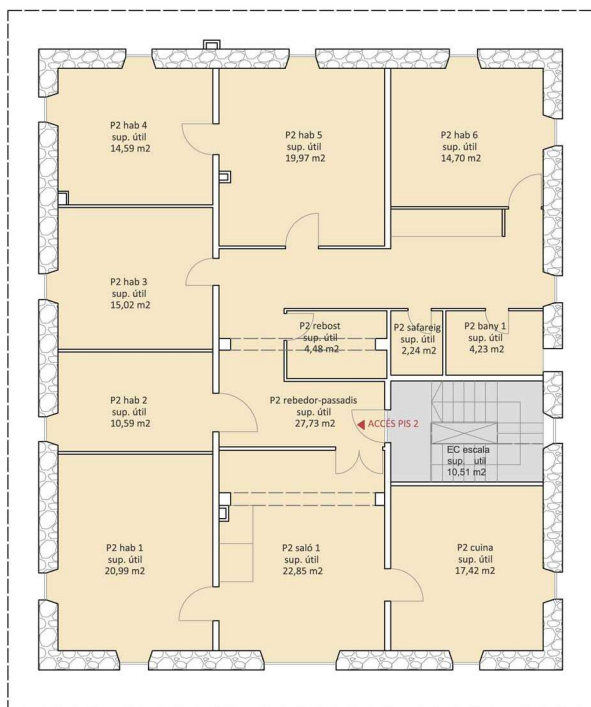 P2 hab 4
sup. útil
14,59 m2
P2 hab 5
sup. útil
19,97 m2
P2 hab 6
sup. útil
14,70 m2
P2 hab 3
sup. útil
15,02 m2
P2 rebost
sup. útil
4,48 m2
P2 safareig
sup. útil
2,24 m2
P2 bany 1
sup. útil
4,23 m2
P2 hab 2
sup. útil
10,59 m2
P2 rebedor-passadis
sup. útil
27,73 m2
ACCÉS PIS 2
EC escala
sup. util
10,51 m2
P2 hab 1
sup. útil
20,99 m2
P2 saló 1
sup. útil
22,85 m2
P2 cuina
sup. útil
17,42 m2